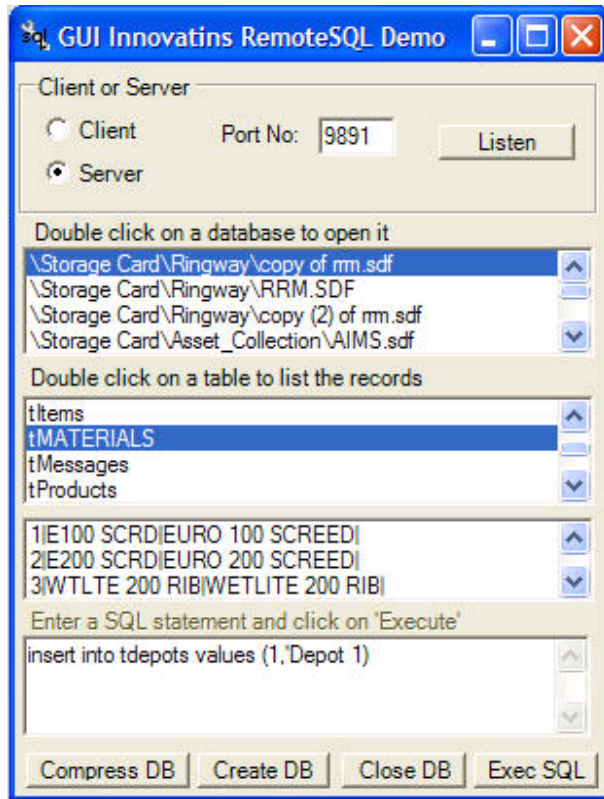 sql GUI Innovatins RemoteSQL Demo
Client or Server
Client Port No: 9891 Listen
Server
Double click on a database to open it
\Storage Card\Ringway\copy of rrm.sdf
\Storage Card\Ringway\RRM.SDF
\Storage Card\Ringway\copy (2) of rrm.sdf
\Storage Card\Asset_Collection\AIMS.sdf
Double click on a table to list the records
tItems
tMATERIALS
tMessages
tProducts
1|E100 SCRD|EURO 100 SCREED|
2|E200 SCRD|EURO 200 SCREED|
3|WTLTE 200 RIB|WETLITE 200 RIB|
Enter a SQL statement and click on 'Execute'
insert into tdepots values (1,'Depot 1)
Compress DB Create DB Close DB Exec SQL